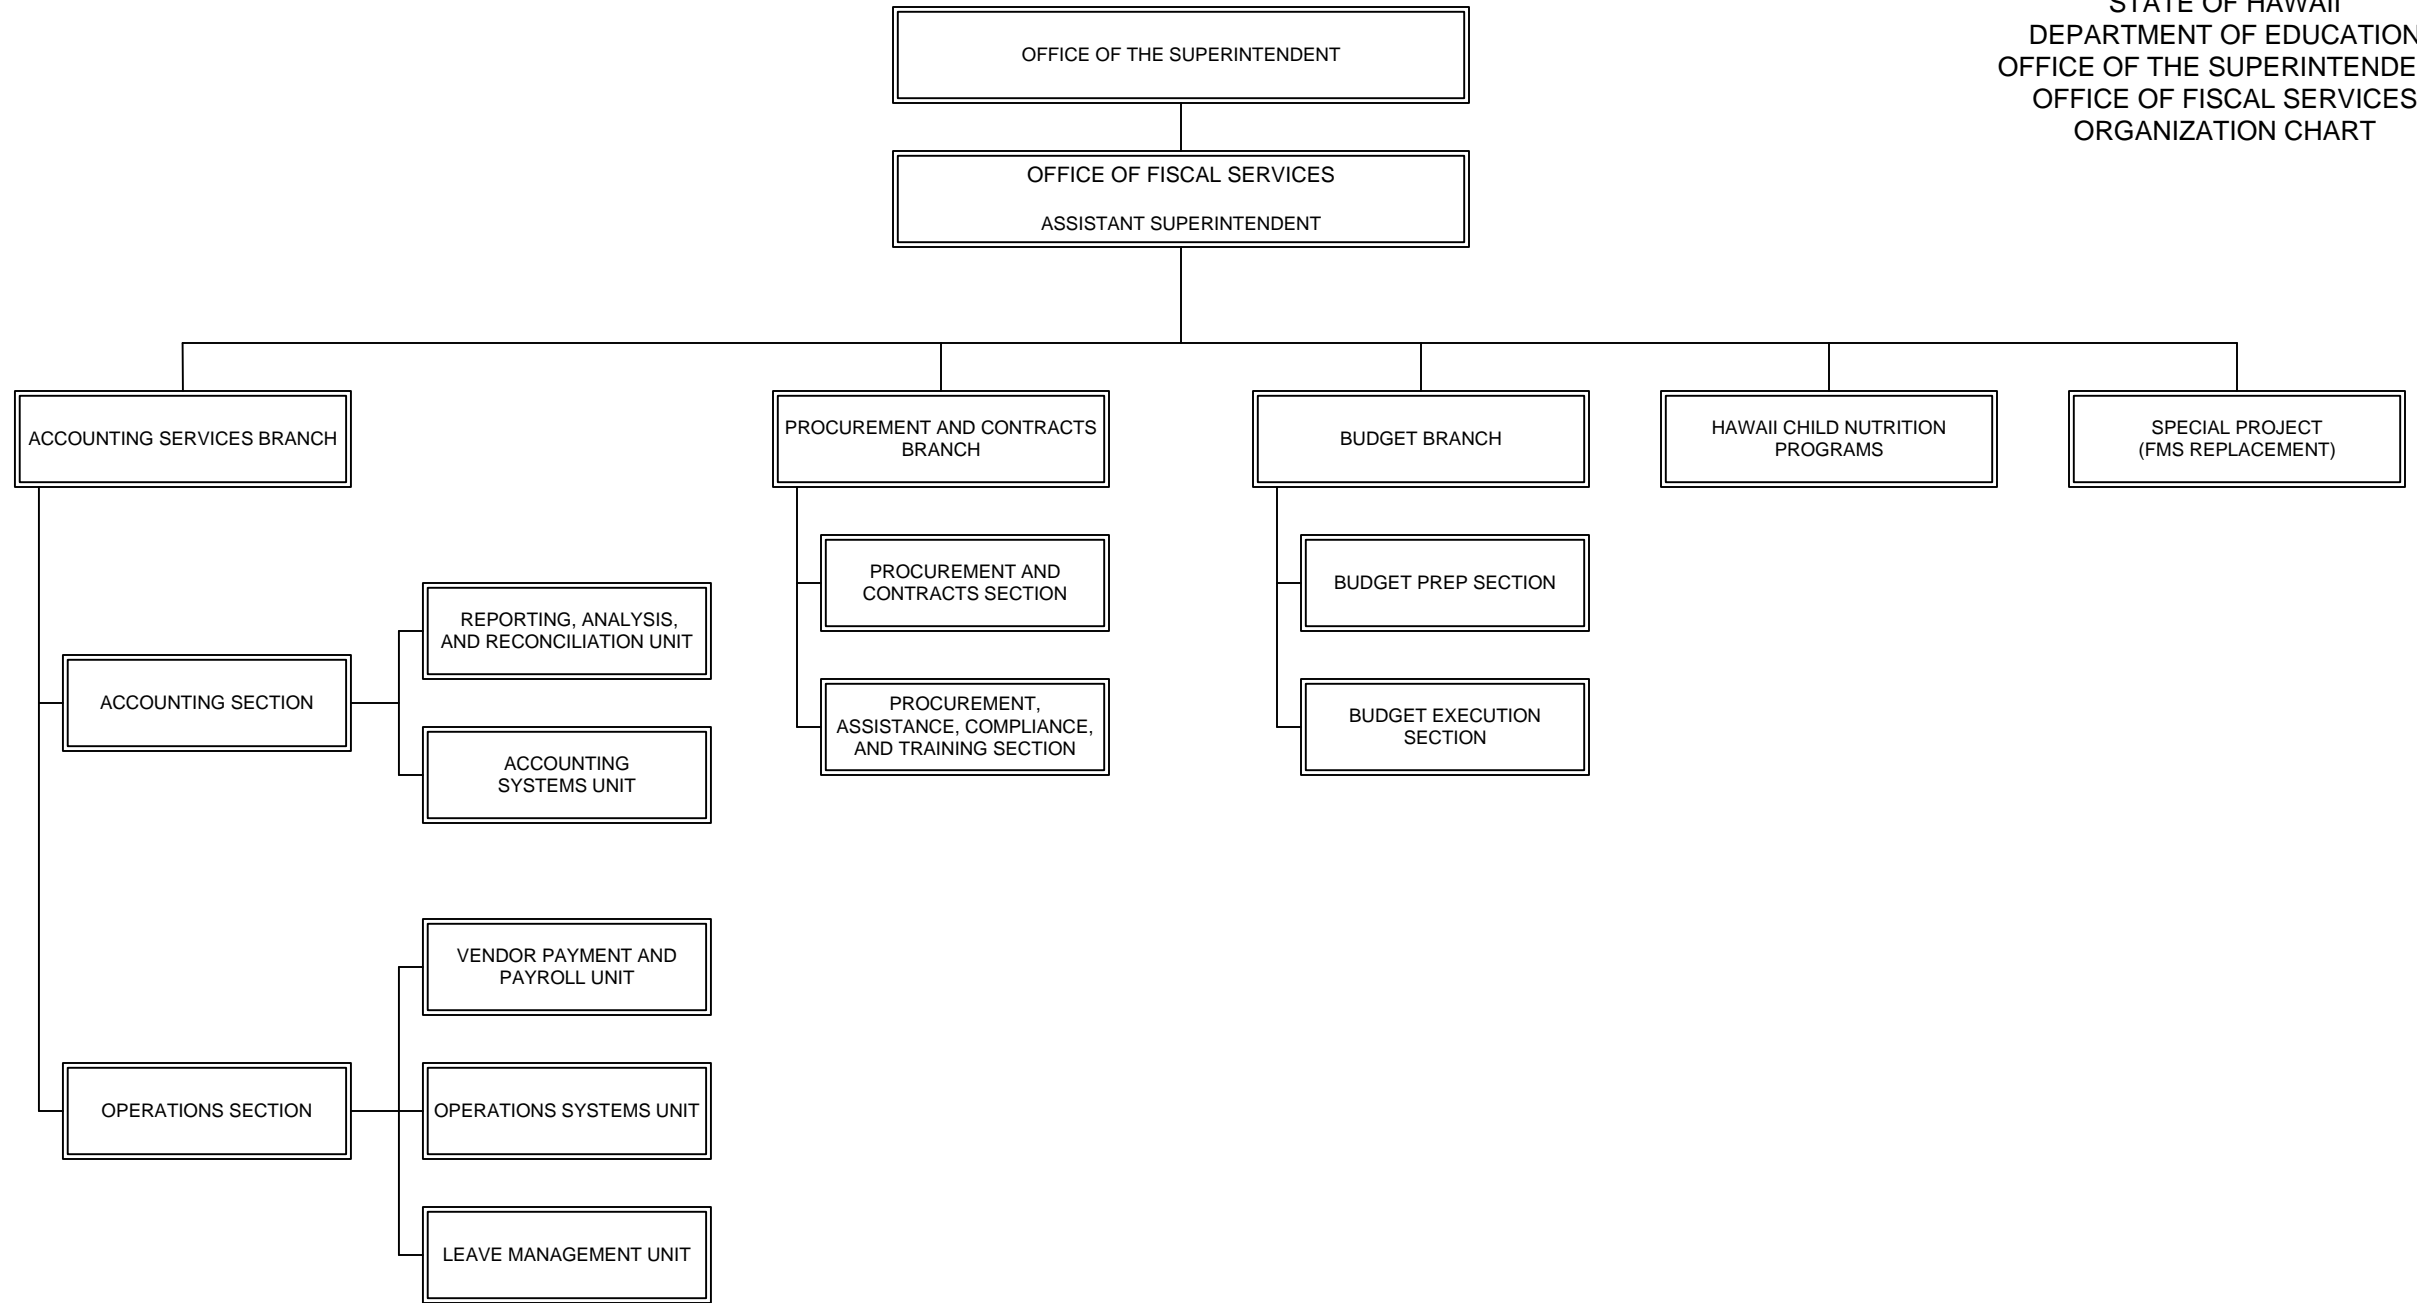 STATE OF HAWAII
DEPARTMENT OF EDUCATION
OFFICE OF THE SUPERINTENDE
OFFICE OF FISCAL SERVICES
ORGANIZATION CHART
OFFICE OF THE SUPERINTENDENT
OFFICE OF FISCAL SERVICES
ASSISTANT SUPERINTENDENT
ACCOUNTING SERVICES BRANCH
PROCUREMENT AND CONTRACTS
BRANCH
BUDGET BRANCH
HAWAII CHILD NUTRITION
PROGRAMS
SPECIAL PROJECT
(FMS REPLACEMENT)
ACCOUNTING SECTION
REPORTING, ANALYSIS,
AND RECONCILIATION UNIT
ACCOUNTING
SYSTEMS UNIT
OPERATIONS SECTION
VENDOR PAYMENT AND
PAYROLL UNIT
OPERATIONS SYSTEMS UNIT
LEAVE MANAGEMENT UNIT
PROCUREMENT AND
CONTRACTS SECTION
PROCUREMENT,
ASSISTANCE, COMPLIANCE,
AND TRAINING SECTION
BUDGET PREP SECTION
BUDGET EXECUTION
SECTION